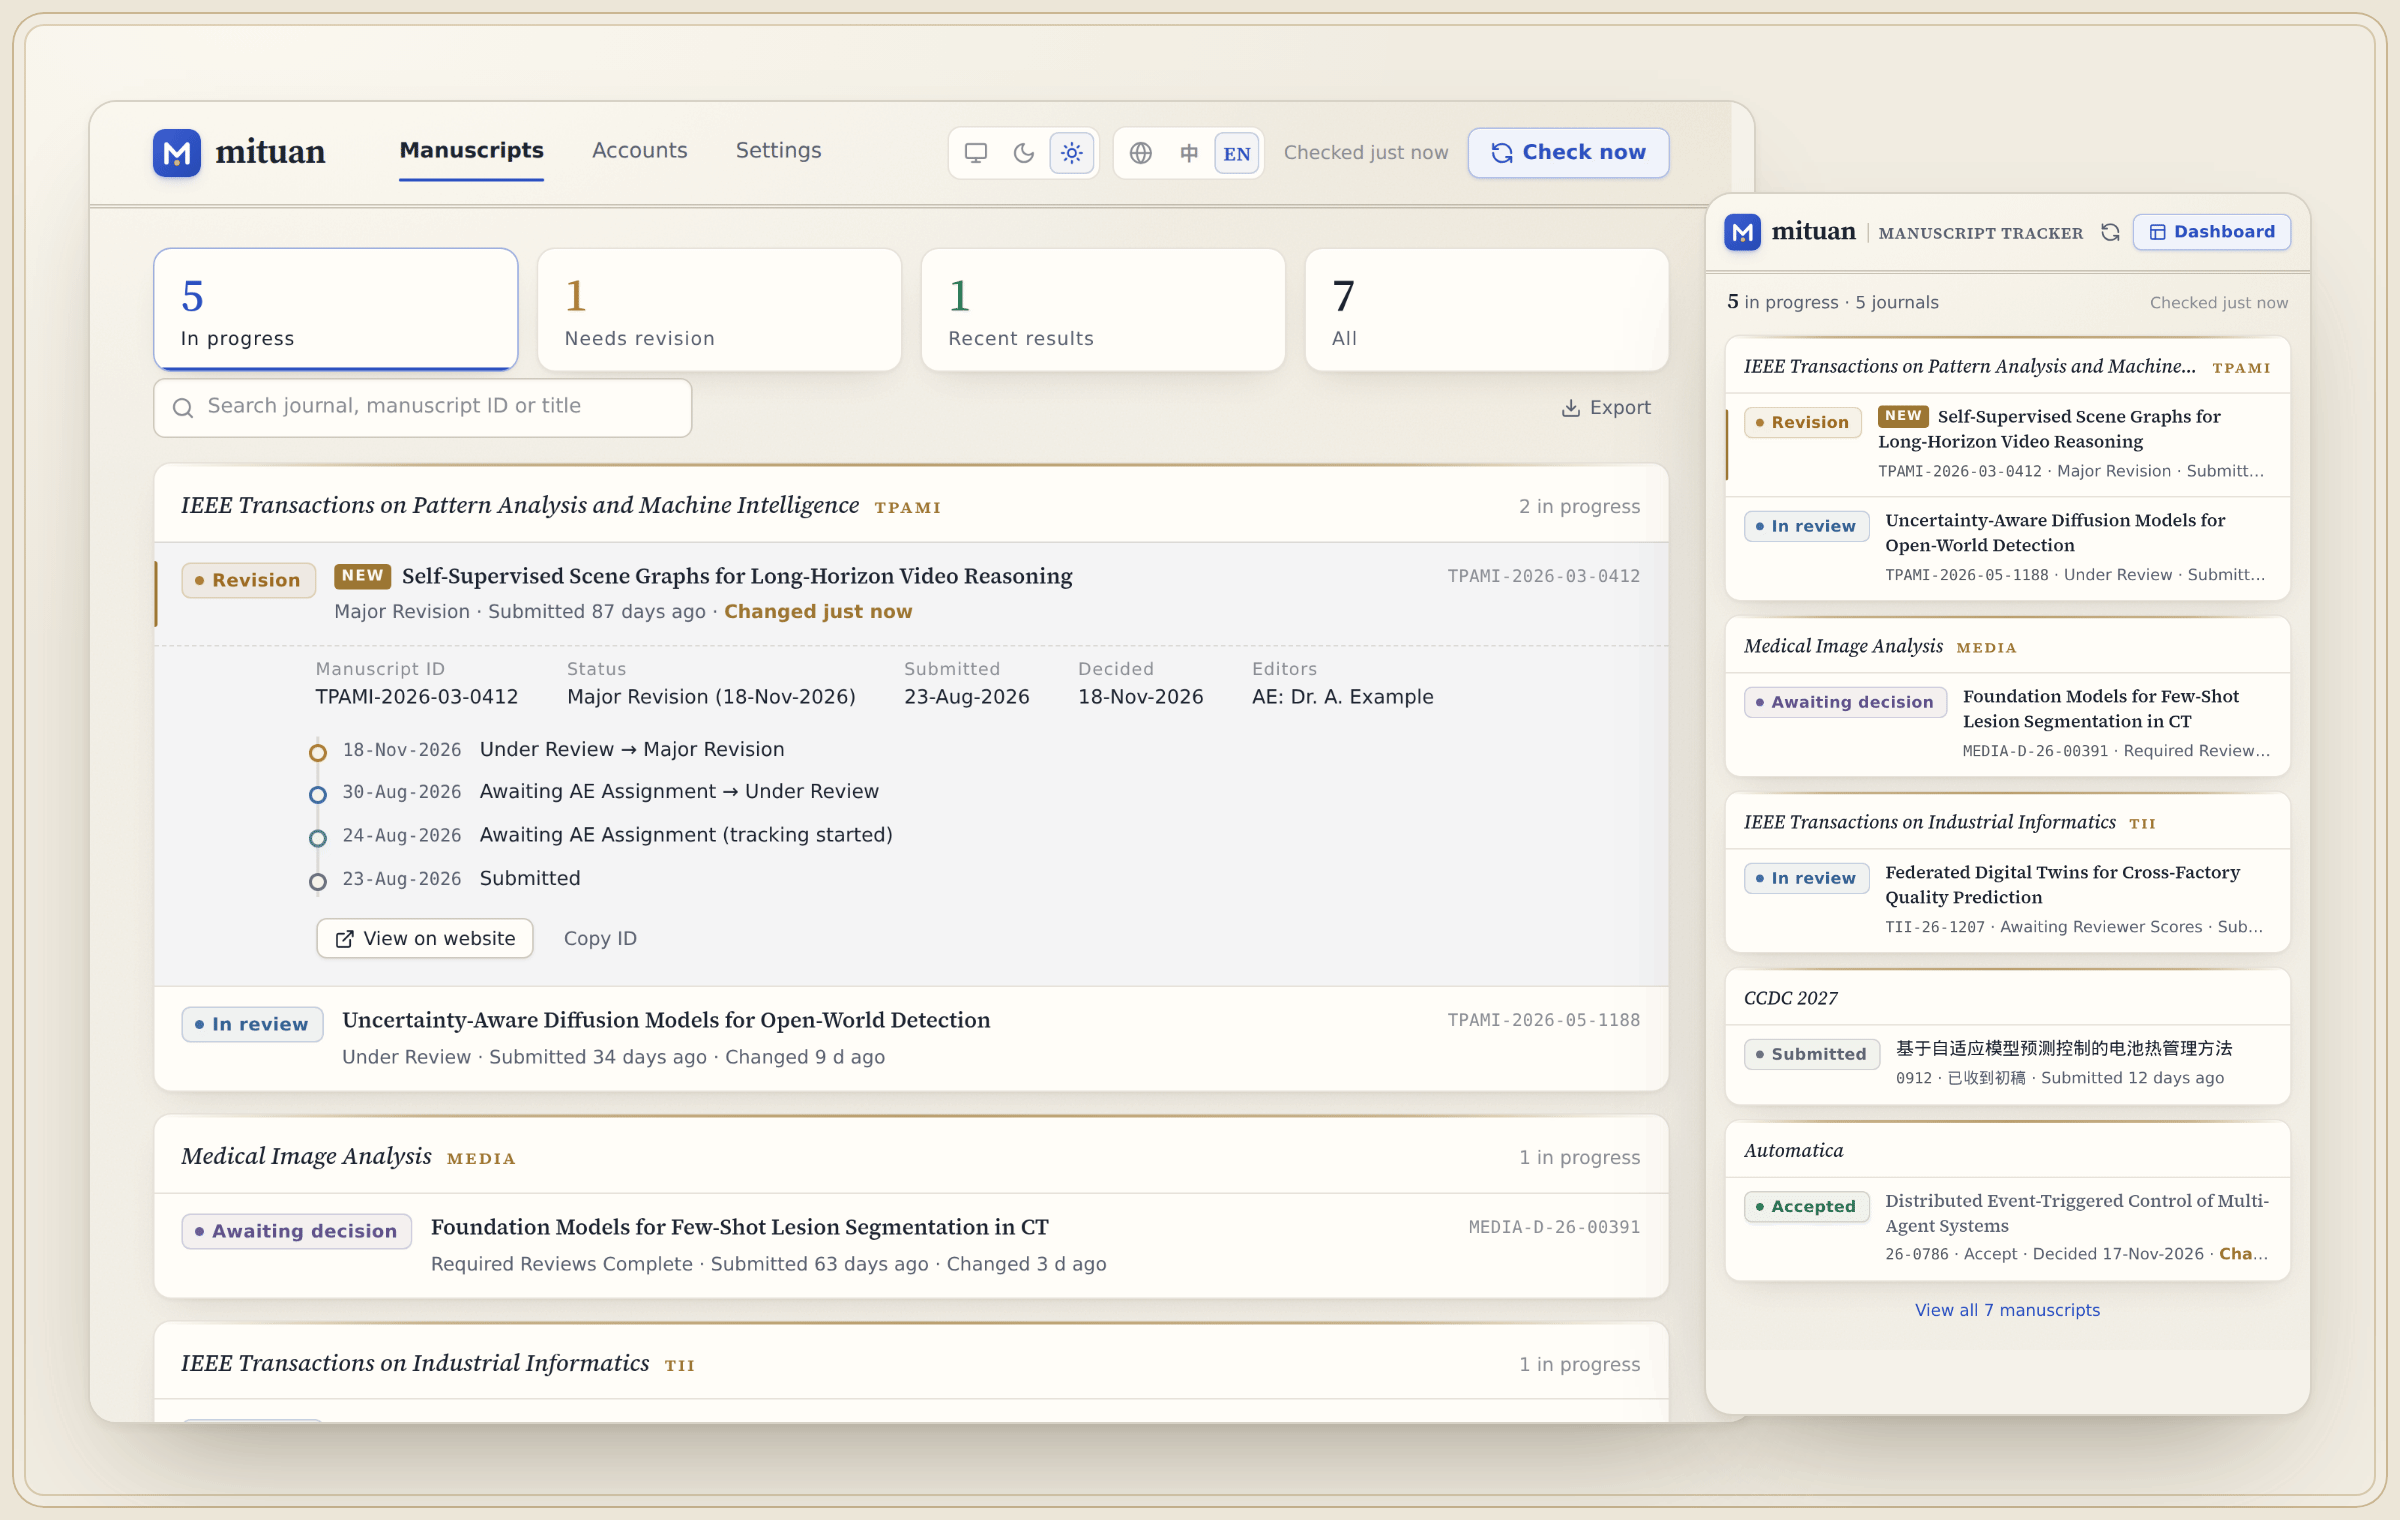 mituan
Manuscripts Accounts Settings
中 EN Checked just now Check now
5
In progress
1
Needs revision
1
Recent results
7
All
Search journal, manuscript ID or title
Export
IEEE Transactions on Pattern Analysis and Machine Intelligence TPAMI 2 in progress
Revision NEW Self-Supervised Scene Graphs for Long-Horizon Video Reasoning TPAMI-2026-03-0412
Major Revision · Submitted 87 days ago · Changed just now
Manuscript ID Status Submitted Decided Editors
TPAMI-2026-03-0412 Major Revision (18-Nov-2026) 23-Aug-2026 18-Nov-2026 AE: Dr. A. Example
18-Nov-2026 Under Review → Major Revision
30-Aug-2026 Awaiting AE Assignment → Under Review
24-Aug-2026 Awaiting AE Assignment (tracking started)
23-Aug-2026 Submitted
View on website Copy ID
In review Uncertainty-Aware Diffusion Models for Open-World Detection TPAMI-2026-05-1188
Under Review · Submitted 34 days ago · Changed 9 d ago
Medical Image Analysis MEDIA 1 in progress
Awaiting decision Foundation Models for Few-Shot Lesion Segmentation in CT MEDIA-D-26-00391
Required Reviews Complete · Submitted 63 days ago · Changed 3 d ago
IEEE Transactions on Industrial Informatics TII 1 in progress
mituan MANUSCRIPT TRACKER Dashboard
5 in progress · 5 journals Checked just now
IEEE Transactions on Pattern Analysis and Machine... TPAMI
Revision NEW Self-Supervised Scene Graphs for
Long-Horizon Video Reasoning
TPAMI-2026-03-0412 · Major Revision · Submitt...
In review Uncertainty-Aware Diffusion Models for
Open-World Detection
TPAMI-2026-05-1188 · Under Review · Submitt...
Medical Image Analysis MEDIA
Awaiting decision Foundation Models for Few-Shot
Lesion Segmentation in CT
MEDIA-D-26-00391 · Required Review...
IEEE Transactions on Industrial Informatics TII
In review Federated Digital Twins for Cross-Factory
Quality Prediction
TII-26-1207 · Awaiting Reviewer Scores · Sub...
CCDC 2027
Submitted 基于自适应模型预测控制的电池热管理方法
0912 · 已收到初稿 · Submitted 12 days ago
Automatica
Accepted Distributed Event-Triggered Control of Multi-
Agent Systems
26-0786 · Accept · Decided 17-Nov-2026 · Cha...
View all 7 manuscripts